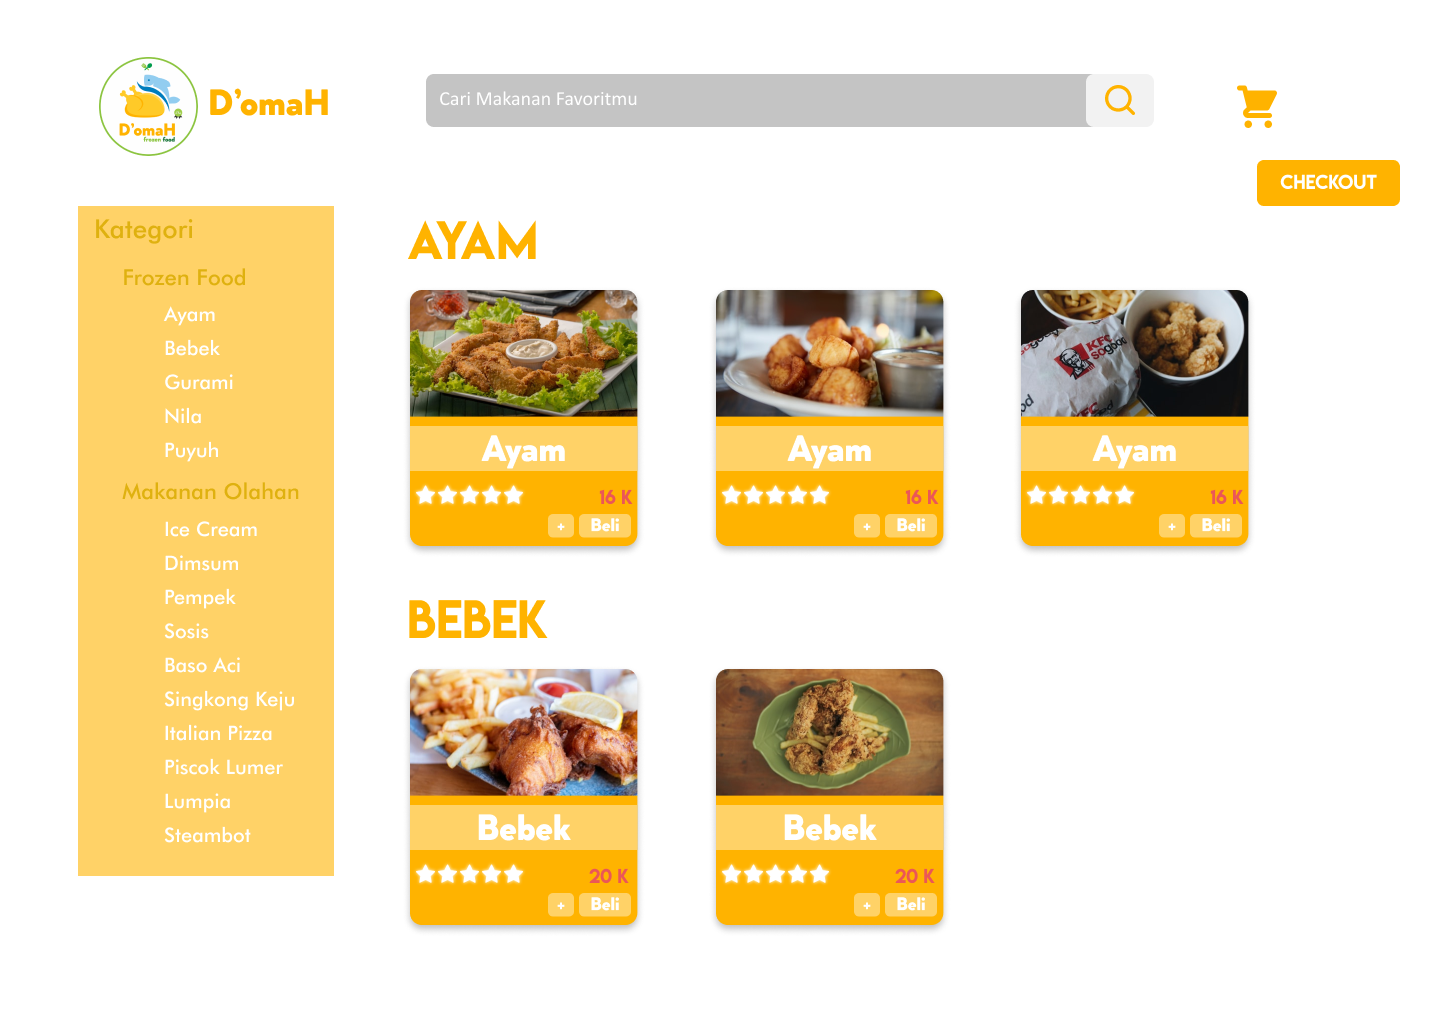 D'omaH
frozen food
D'omaH
Cari Makanan Favoritmu
CHECKOUT
Kategori
Frozen Food
Ayam
Bebek
Gurami
Nila
Puyuh
Makanan Olahan
Ice Cream
Dimsum
Pempek
Sosis
Baso Aci
Singkong Keju
Italian Pizza
Piscok Lumer
Lumpia
Steambot
AYAM
Ayam
16 K
+ Beli
Ayam
16 K
+ Beli
KFC
so good
Ayam
16 K
+ Beli
BEBEK
Bebek
20 K
+ Beli
Bebek
20 K
+ Beli